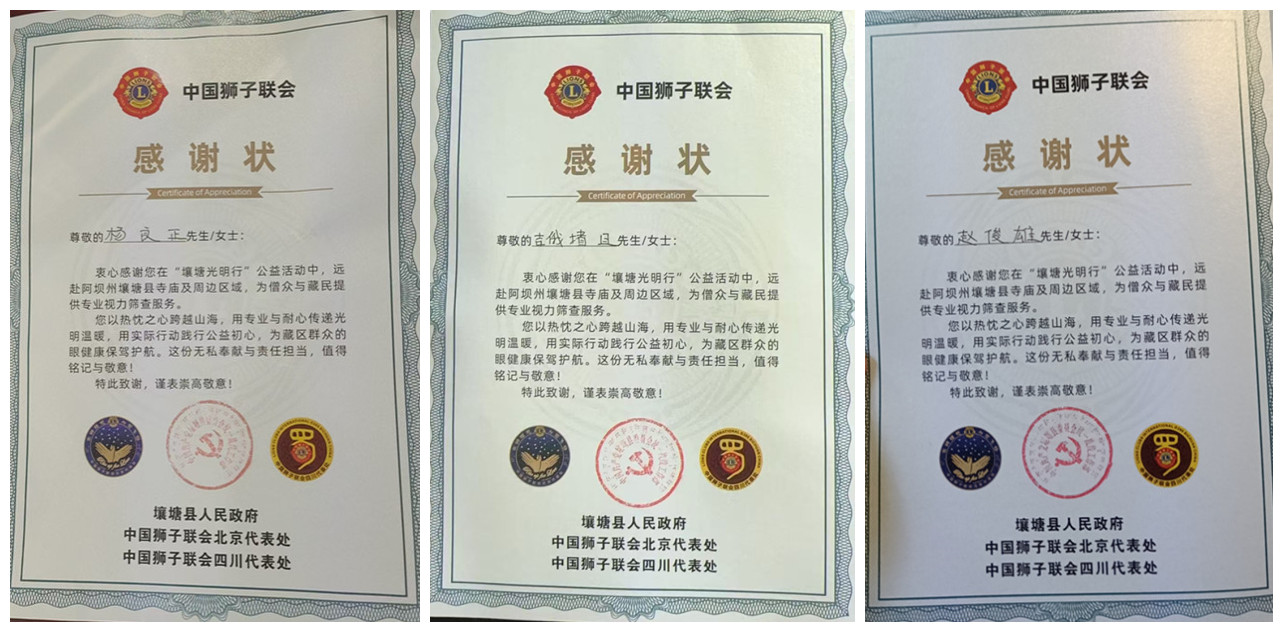 中国狮子联会
感谢状
Certificate of Appreciation
尊敬的杨文正先生/女士：
衷心感谢您在“壤塘光明行”公益活动中，远
赴阿坝州壤塘县寺庙及周边区域，为僧众与藏民提
供专业视力筛查服务。
您以热忱之心跨越山海，用专业与耐心传递光
明温暖，用实际行动践行公益初心，为藏区群众的
眼健康保驾护航。这份无私奉献与责任担当，值得
铭记与敬意！
特此致谢，谨表崇高敬意！
壤塘县人民政府
中国狮子联会北京代表处
中国狮子联会四川代表处
中国狮子联会
感谢状
Certificate of Appreciation
尊敬的吉俄墙且先生/女士：
衷心感谢您在“壤塘光明行”公益活动中，远
赴阿坝州壤塘县寺庙及周边区域，为僧众与藏民提
供专业视力筛查服务。
您以热忱之心跨越山海，用专业与耐心传递光
明温暖，用实际行动践行公益初心，为藏区群众的
眼健康保驾护航。这份无私奉献与责任担当，值得
铭记与敬意！
特此致谢，谨表崇高敬意！
壤塘县人民政府
中国狮子联会北京代表处
中国狮子联会四川代表处
中国狮子联会
感谢状
Certificate of Appreciation
尊敬的赵俊雄先生/女士：
衷心感谢您在“壤塘光明行”公益活动中，远
赴阿坝州壤塘县寺庙及周边区域，为僧众与藏民提
供专业视力筛查服务。
您以热忱之心跨越山海，用专业与耐心传递光
明温暖，用实际行动践行公益初心，为藏区群众的
眼健康保驾护航。这份无私奉献与责任担当，值得
铭记与敬意！
特此致谢，谨表崇高敬意！
壤塘县人民政府
中国狮子联会北京代表处
中国狮子联会四川代表处